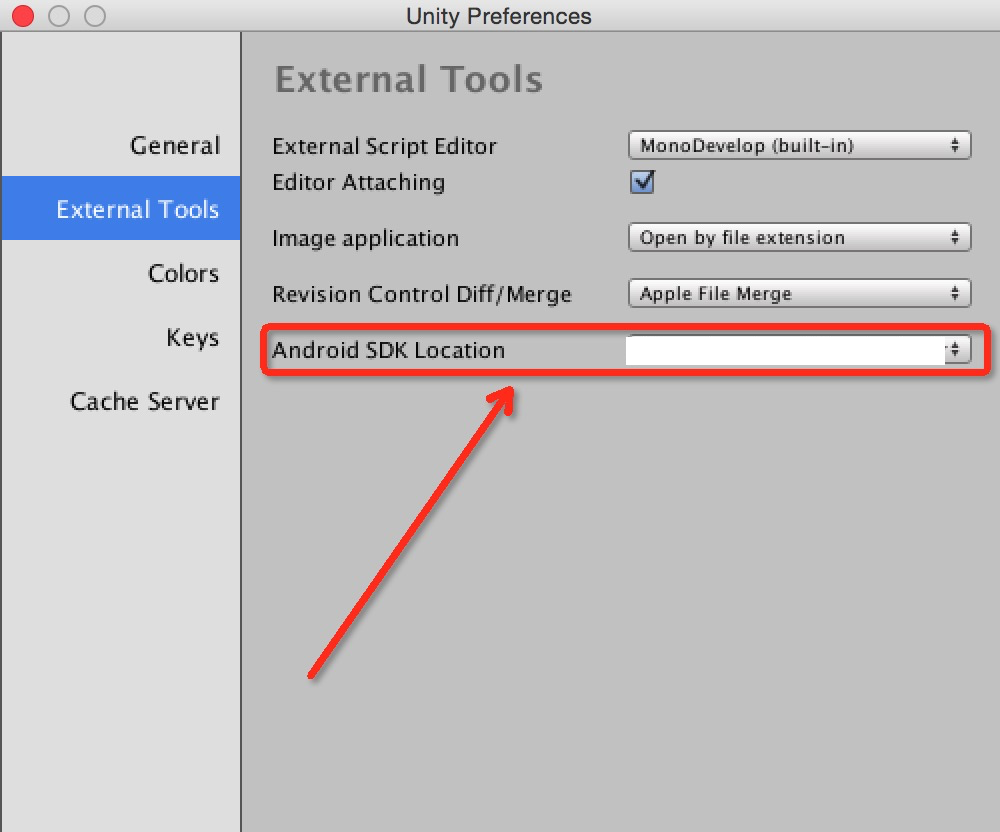 Unity Preferences
General
External Tools
Colors
Keys
Cache Server
External Tools
External Script Editor MonoDevelop (built-in)
Editor Attaching
Image application Open by file extension
Revision Control Diff/Merge Apple File Merge
Android SDK Location